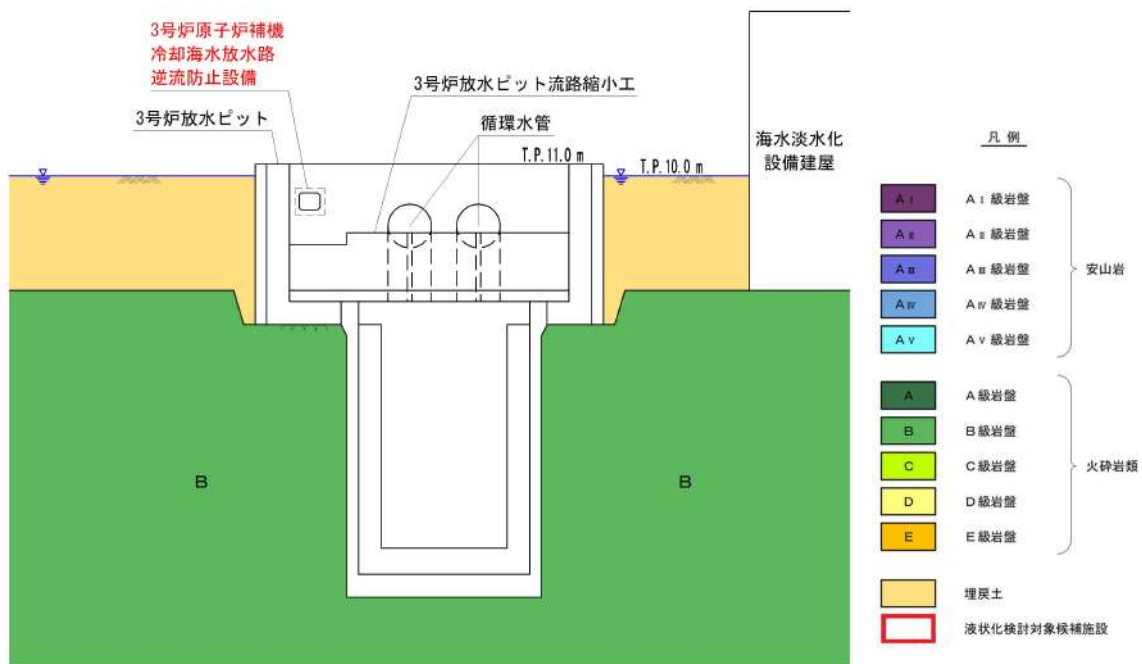 3号炉原子炉補機
冷却海水放水路
逆流防止設備
3号炉放水ピット流路縮小工
3号炉放水ピット
循環水管
T.P.11.0 m
T.P.10.0 m
海水淡水化
設備建屋
B
B
凡例
AⅠ AⅠ級岩盤
AⅡ AⅡ級岩盤
AⅢ AⅢ級岩盤
AⅣ AⅣ級岩盤
AⅤ AⅤ級岩盤
安山岩
A A級岩盤
B B級岩盤
C C級岩盤
D D級岩盤
E E級岩盤
火砕岩類
埋戻土
液状化検討対象候補施設